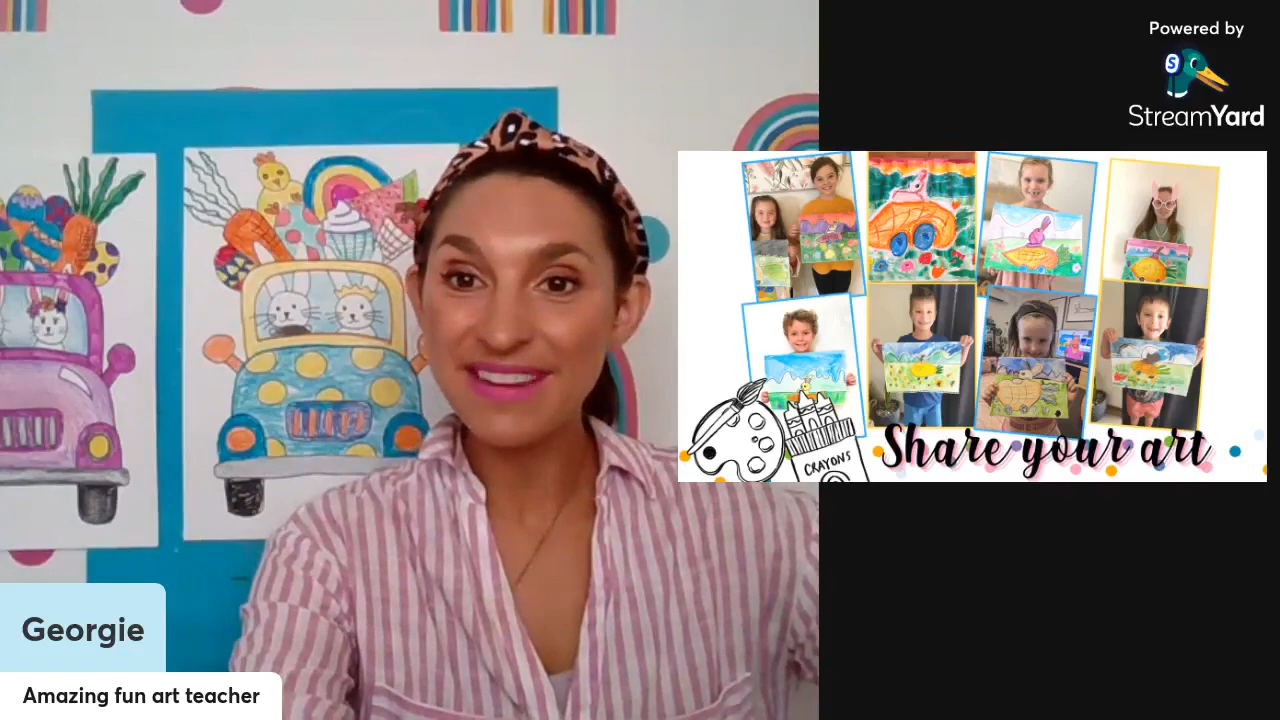 Powered by
StreamYard
CRAYONS
Share your art
Georgie
Amazing fun art teacher